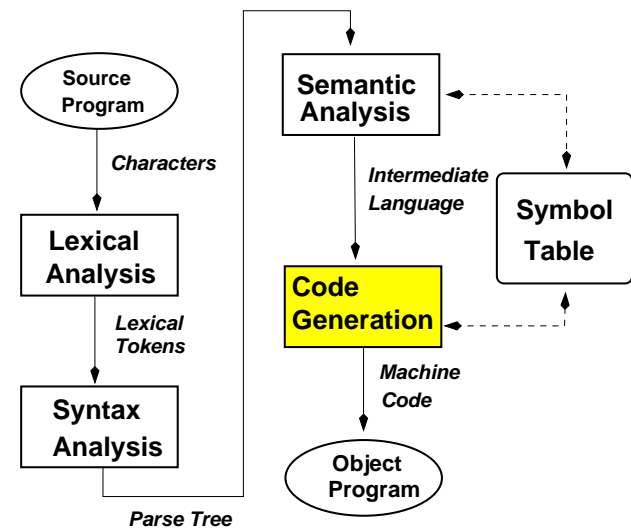 Source
Program
Characters
Lexical
Analysis
Lexical
Tokens
Syntax
Analysis
Parse Tree
Semantic
Analysis
Intermediate
Language
Symbol
Table
Code
Generation
Machine
Code
Object
Program